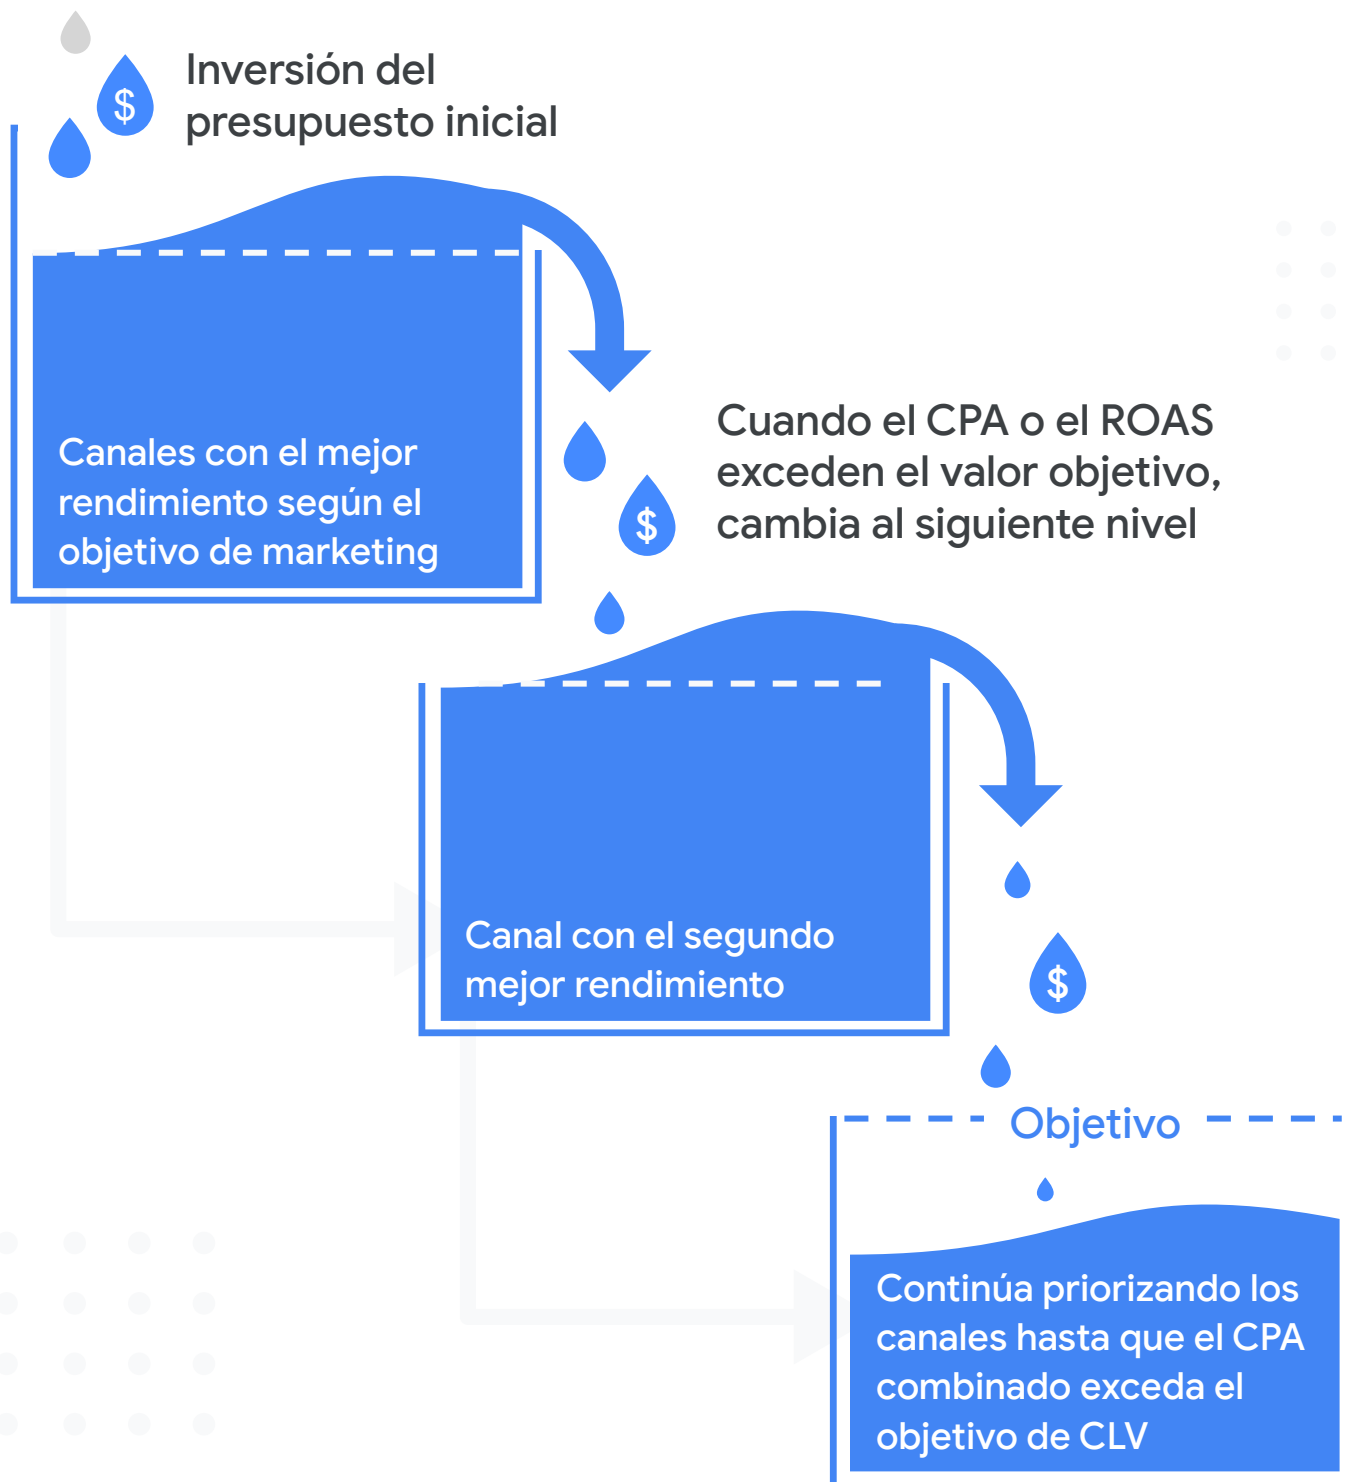 $
Inversión del
presupuesto inicial
Canales con el mejor
rendimiento según el
objetivo de marketing
Cuando el CPA o el ROAS
exceden el valor objetivo,
cambia al siguiente nivel
$
Canal con el segundo
mejor rendimiento
$
Objetivo
Continúa priorizando los
canales hasta que el CPA
combinado exceda el
objetivo de CLV